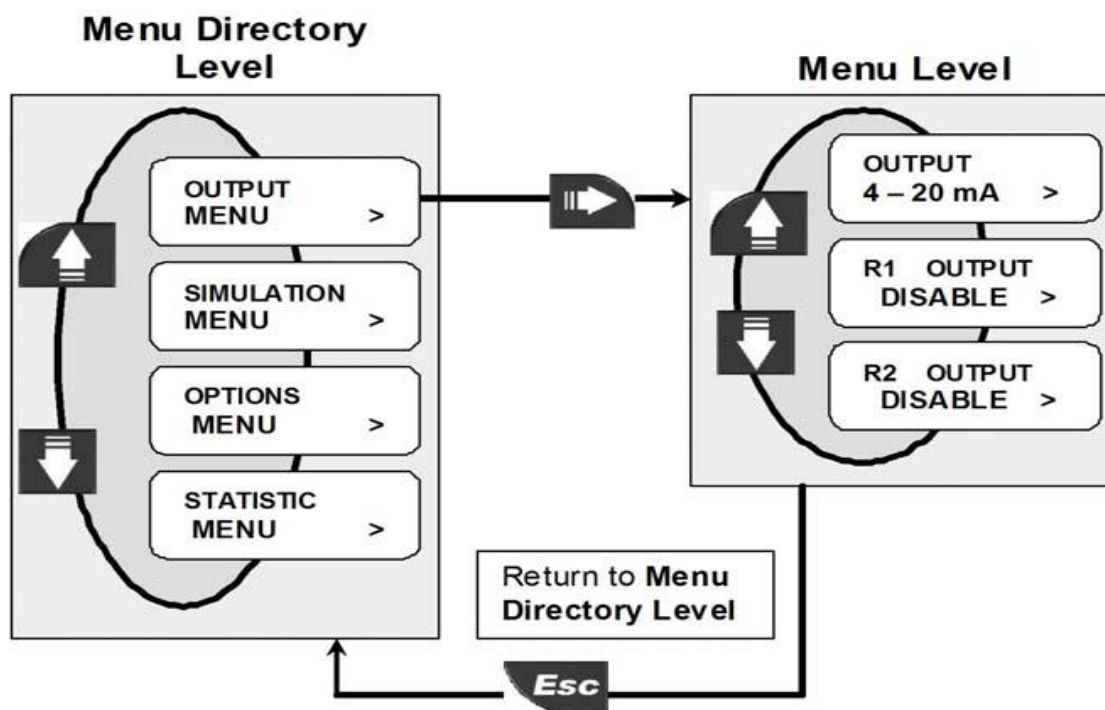 Menu Directory
Level
OUTPUT
MENU >
SIMULATION
MENU >
OPTIONS
MENU >
STATISTIC
MENU >
Menu Level
OUTPUT
4 – 20 mA >
R1 OUTPUT
DISABLE >
R2 OUTPUT
DISABLE >
Return to Menu
Directory Level
Esc